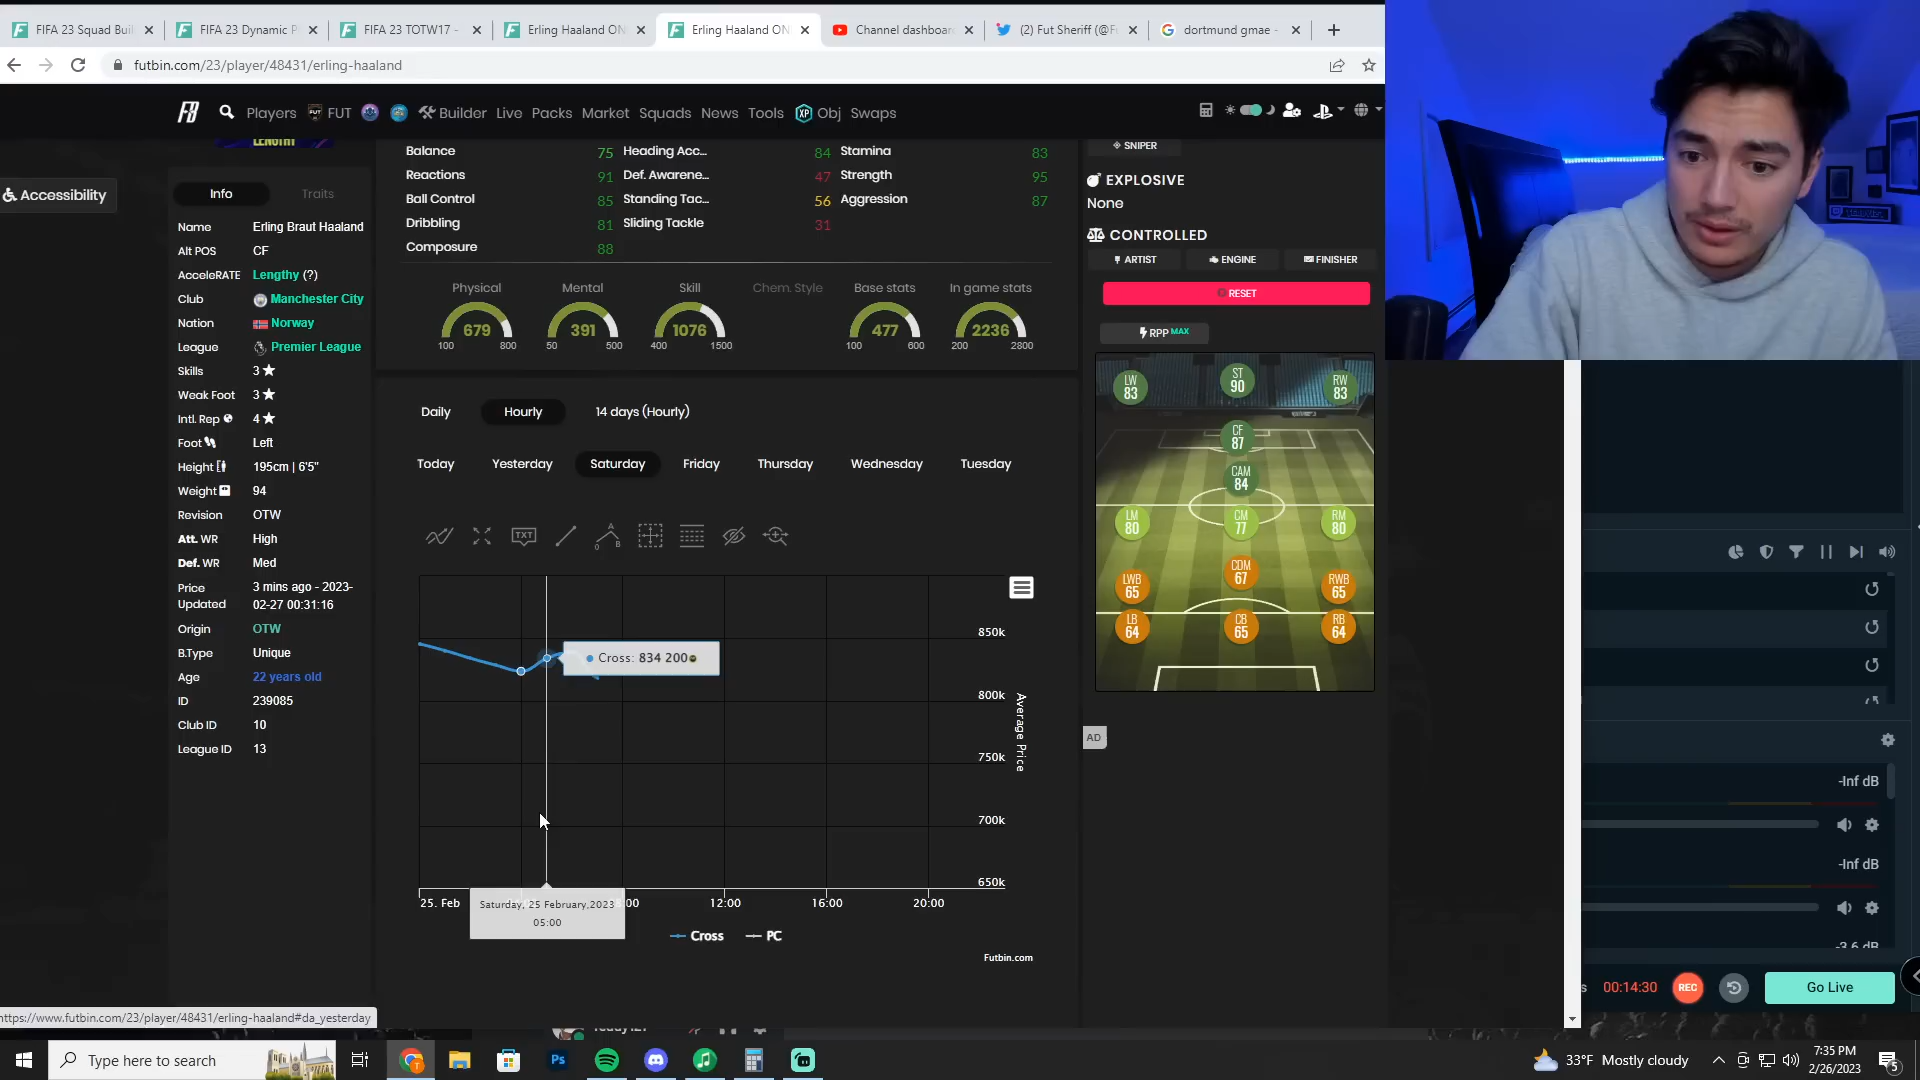 FIFA 23 Squad Buil
FIFA 23 Dynamic P
FIFA 23 TOTW17 -
Erling Haaland ON
Erling Haaland ON
Channel dashboard
(2) Fut Sheriff (@F
dortmund gmae -
futbin.com/23/player/48431/erling-haaland
Players FUT Builder Live Packs Market Squads News Tools XP Obj Swaps
Accessibility
LENGTHY
Info Traits
Name Erling Braut Haaland
Alt POS CF
AcceleRATE Lengthy (?)
Club Manchester City
Nation Norway
League Premier League
Skills 3
Weak Foot 3
Intl. Rep 4
Foot Left
Height 195cm | 6'5"
Weight 94
Revision OTW
Att. WR High
Def. WR Med
Price Updated 3 mins ago - 2023-02-27 00:31:16
Origin OTW
B.Type Unique
Age 22 years old
ID 239085
Club ID 10
League ID 13
Balance 75 Heading Acc... 84 Stamina 83
Reactions 91 Def. Awarene... 47 Strength 95
Ball Control 85 Standing Tac... 56 Aggression 87
Dribbling 81 Sliding Tackle 31
Composure 88
Physical Mental Skill Chem. Style Base stats In game stats
679 391 1076 477 2236
100 800 50 500 400 1500 100 600 200 2800
Daily Hourly 14 days (Hourly)
Today Yesterday Saturday Friday Thursday Wednesday Tuesday
TXT
A
0 B
850k
Cross: 834 200
800k
Average Price
750k
700k
650k
25. Feb :00 12:00 16:00 20:00
Saturday, 25 February,2023
05:00
Cross PC
Futbin.com
SNIPER
EXPLOSIVE
None
CONTROLLED
ARTIST ENGINE FINISHER
RESET
RPP MAX
LW 83
ST 90
RW 83
CF 87
CAM 84
LM 80
CM 77
RM 80
CDM 67
LWB 65
RWB 65
LB 64
CB 65
RB 64
AD
-Inf dB
-Inf dB
-3.6 dB
s 00:14:30 REC Go Live
https://www.futbin.com/23/player/48431/erling-haaland#da_yesterday
Type here to search
Ps
33°F Mostly cloudy
7:35 PM
2/26/2023
5